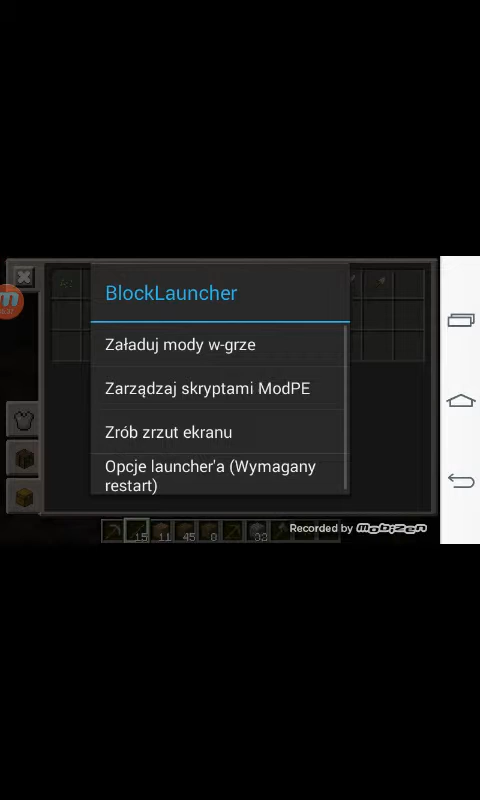 BlockLauncher
Załaduj mody w-grze
Zarządzaj skryptami ModPE
Zrób zrzut ekranu
Opcje launcher'a (Wymagany
restart)
15 11 45 0
Recorded by Mobizen